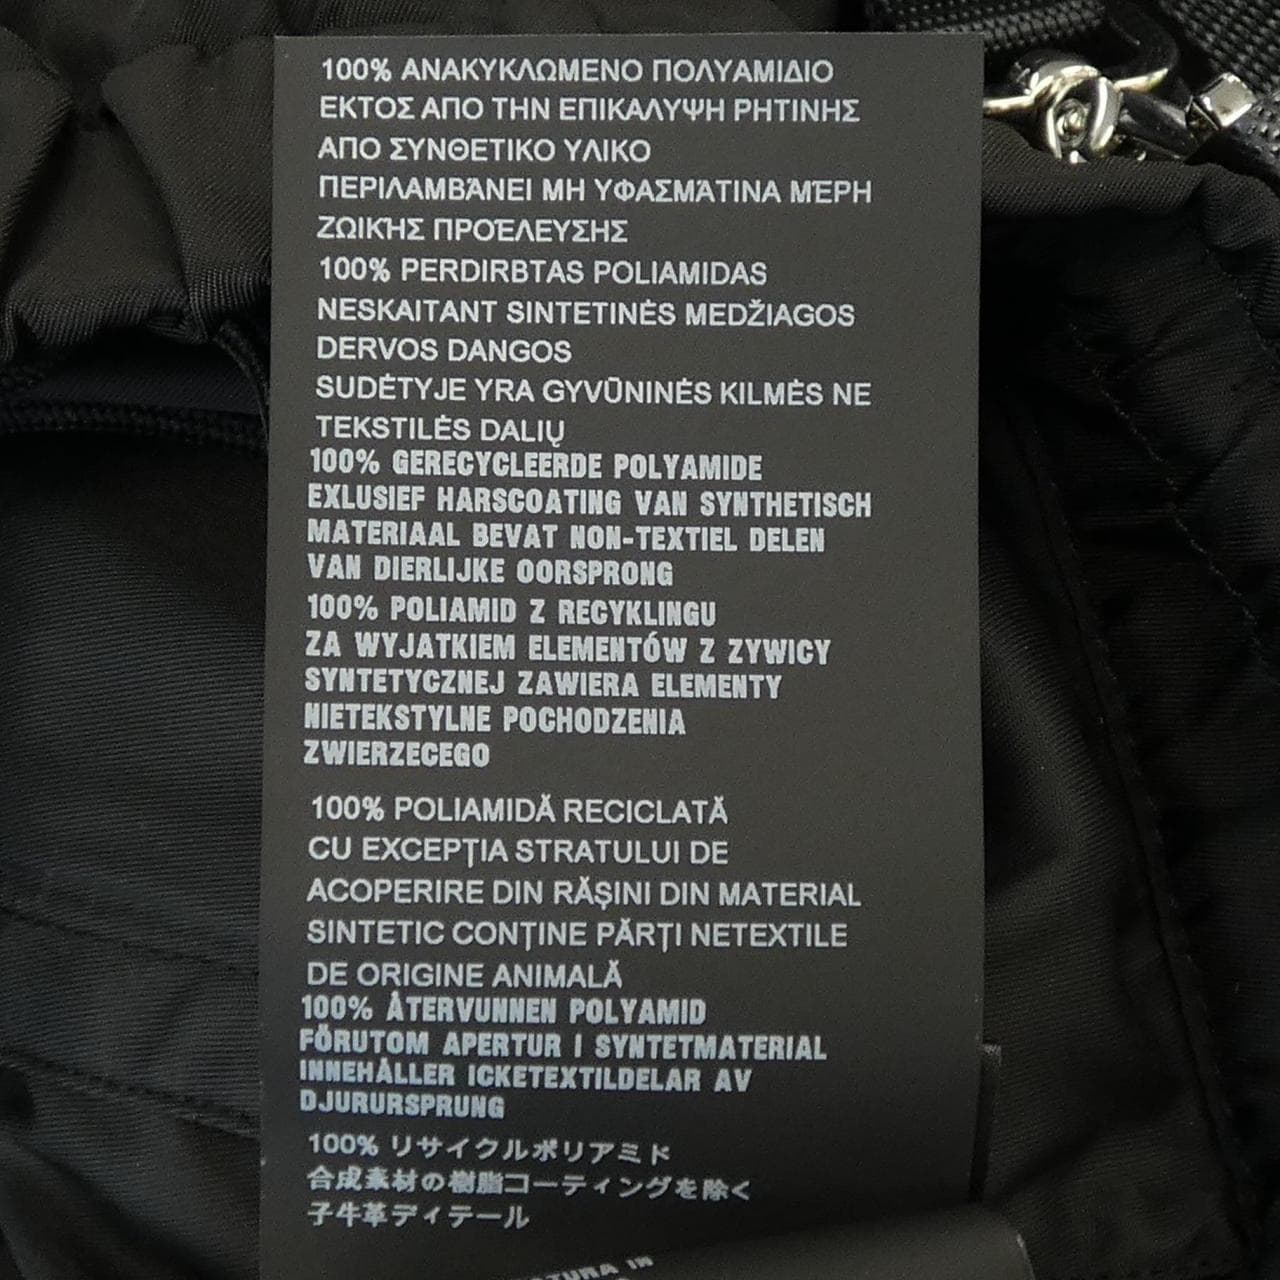 100% ΑΝΑΚΥΚΛΩΜΕΝΟ ΠΟΛΥΑΜΙΔΙΟ
ΕΚΤΟΣ ΑΠΟ ΤΗΝ ΕΠΙΚΑΛΥΨΗ ΡΗΤΙΝΗΣ
ΑΠΟ ΣΥΝΘΕΤΙΚΟ ΥΛΙΚΟ
ΠΕΡΙΛΑΜΒΆΝΕΙ ΜΗ ΥΦΑΣΜΆΤΙΝΑ ΜΈΡΗ
ΖΩΙΚΉΣ ΠΡΟΈΛΕΥΣΗΣ
100% PERDIRBTAS POLIAMIDAS
NESKAITANT SINTETINĖS MEDŽIAGOS
DERVOS DANGOS
SUDĖTYJE YRA GYVŪNINĖS KILMĖS NE
TEKSTILĖS DALIŲ
100% GERECYCLEERDE POLYAMIDE
EXLUSIEF HARSCOATING VAN SYNTHETISCH
MATERIAAL BEVAT NON-TEXTIEL DELEN
VAN DIERLIJKE OORSPRONG
100% POLIAMID Z RECYKLINGU
ZA WYJATKIEM ELEMENTÓW Z ZYWICY
SYNTETYCZNEJ ZAWIERA ELEMENTY
NIETEKSTYLNE POCHODZENIA
ZWIERZECEGO
100% POLIAMIDĂ RECICLATĂ
CU EXCEPȚIA STRATULUI DE
ACOPERIRE DIN RĂȘINI DIN MATERIAL
SINTETIC CONȚINE PĂRȚI NETEXTILE
DE ORIGINE ANIMALĂ
100% ÅTERVUNNEN POLYAMID
FÖRUTOM APERTUR I SYNTETMATERIAL
INNEHÅLLER ICKETEXTILDELAR AV
DJURURSPRUNG
100% リサイクルポリアミド
合成素材の樹脂コーティングを除く
子牛革ディテール